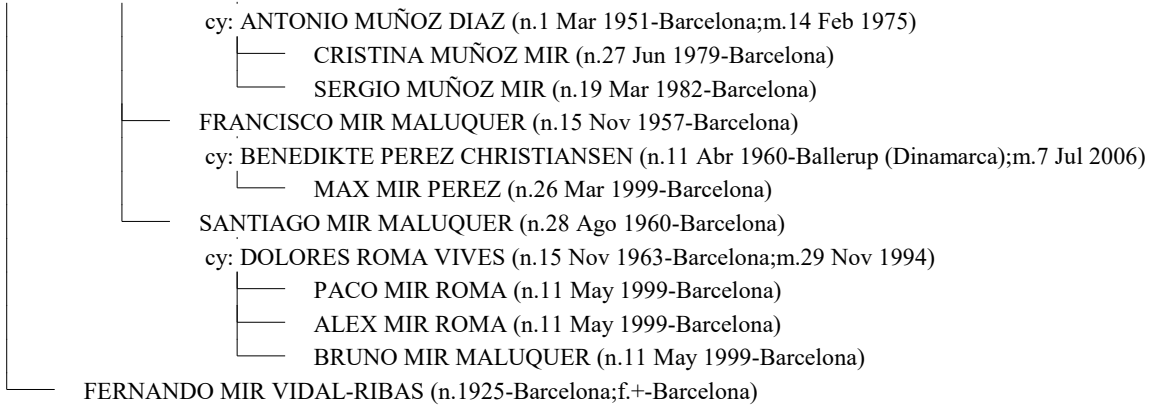 cy: ANTONIO MUÑOZ DIAZ (n.1 Mar 1951-Barcelona;m.14 Feb 1975)
CRISTINA MUÑOZ MIR (n.27 Jun 1979-Barcelona)
SERGIO MUÑOZ MIR (n.19 Mar 1982-Barcelona)
FRANCISCO MIR MALUQUER (n.15 Nov 1957-Barcelona)
cy: BENEDIKTE PEREZ CHRISTIANSEN (n.11 Abr 1960-Ballerup (Dinamarca);m.7 Jul 2006)
MAX MIR PEREZ (n.26 Mar 1999-Barcelona)
SANTIAGO MIR MALUQUER (n.28 Ago 1960-Barcelona)
cy: DOLORES ROMA VIVES (n.15 Nov 1963-Barcelona;m.29 Nov 1994)
PACO MIR ROMA (n.11 May 1999-Barcelona)
ALEX MIR ROMA (n.11 May 1999-Barcelona)
BRUNO MIR MALUQUER (n.11 May 1999-Barcelona)
FERNANDO MIR VIDAL-RIBAS (n.1925-Barcelona;f.+-Barcelona)